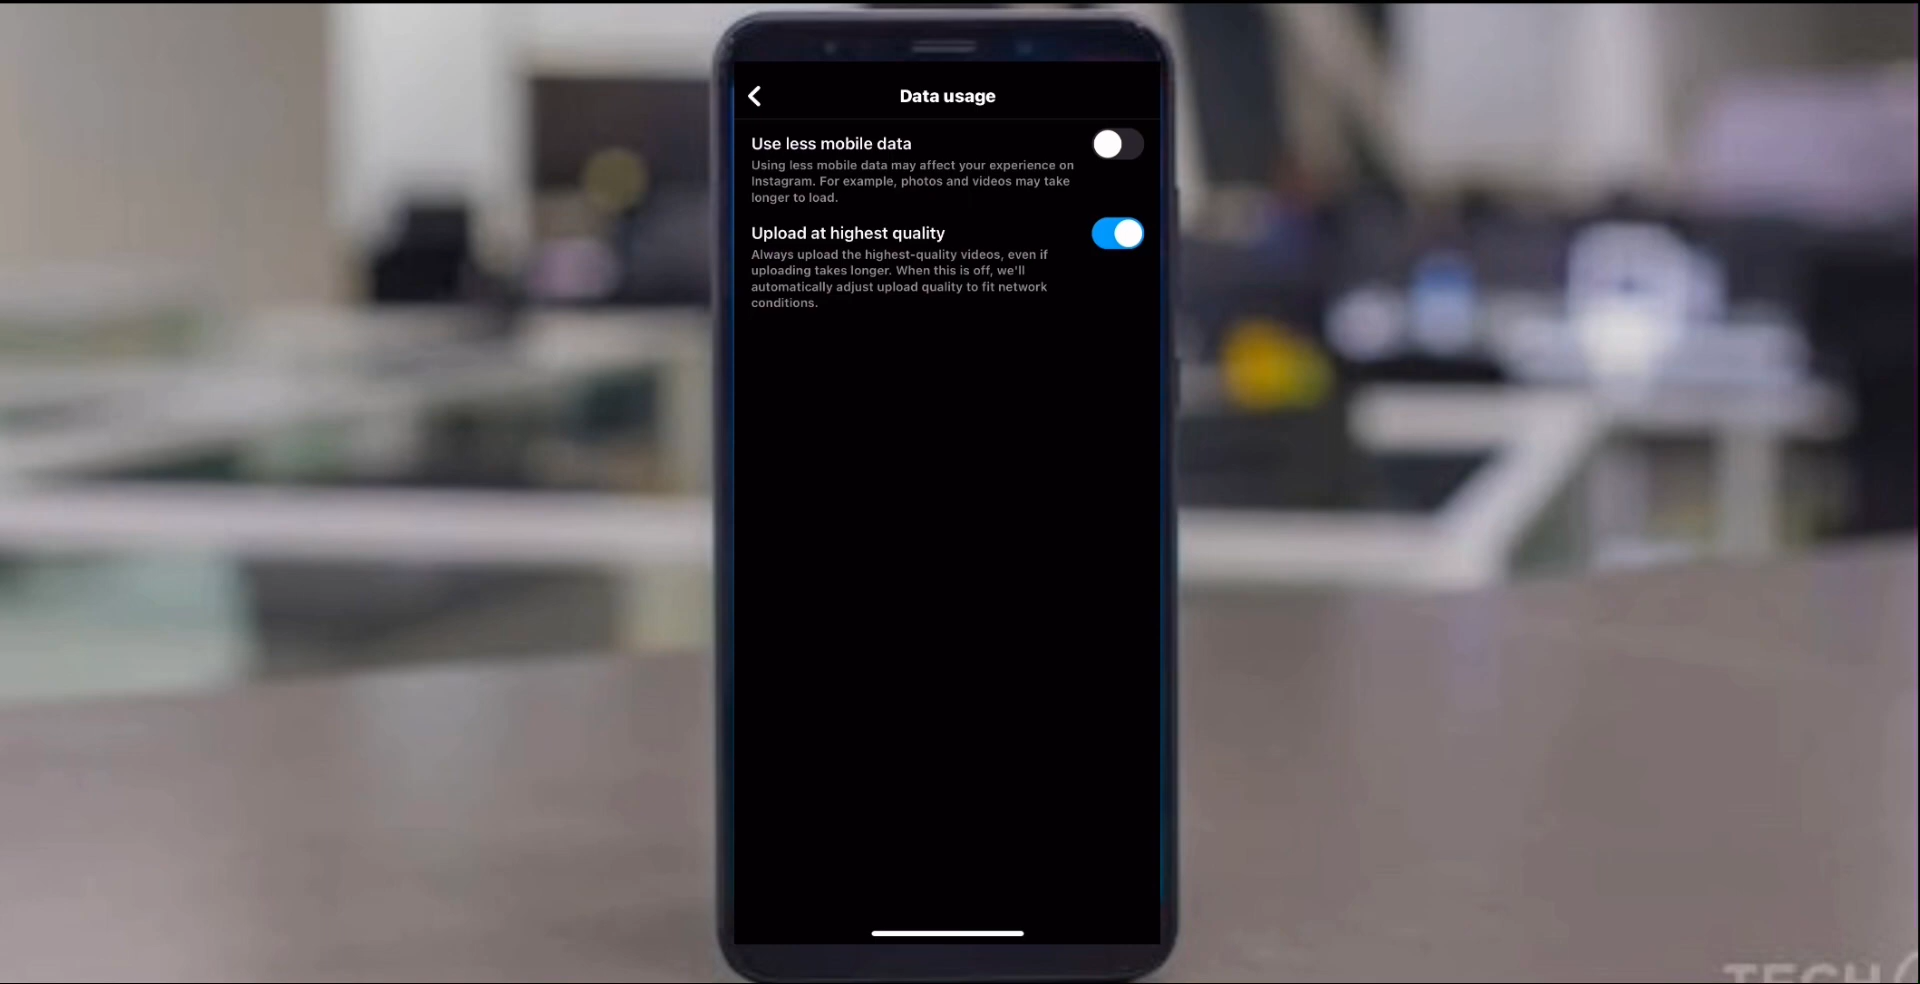 Data usage
Use less mobile data
Using less mobile data may affect your experience on
Instagram. For example, photos and videos may take
longer to load.
Upload at highest quality
Always upload the highest-quality videos, even if
uploading takes longer. When this is off, we'll
automatically adjust upload quality to fit network
conditions.
TECH